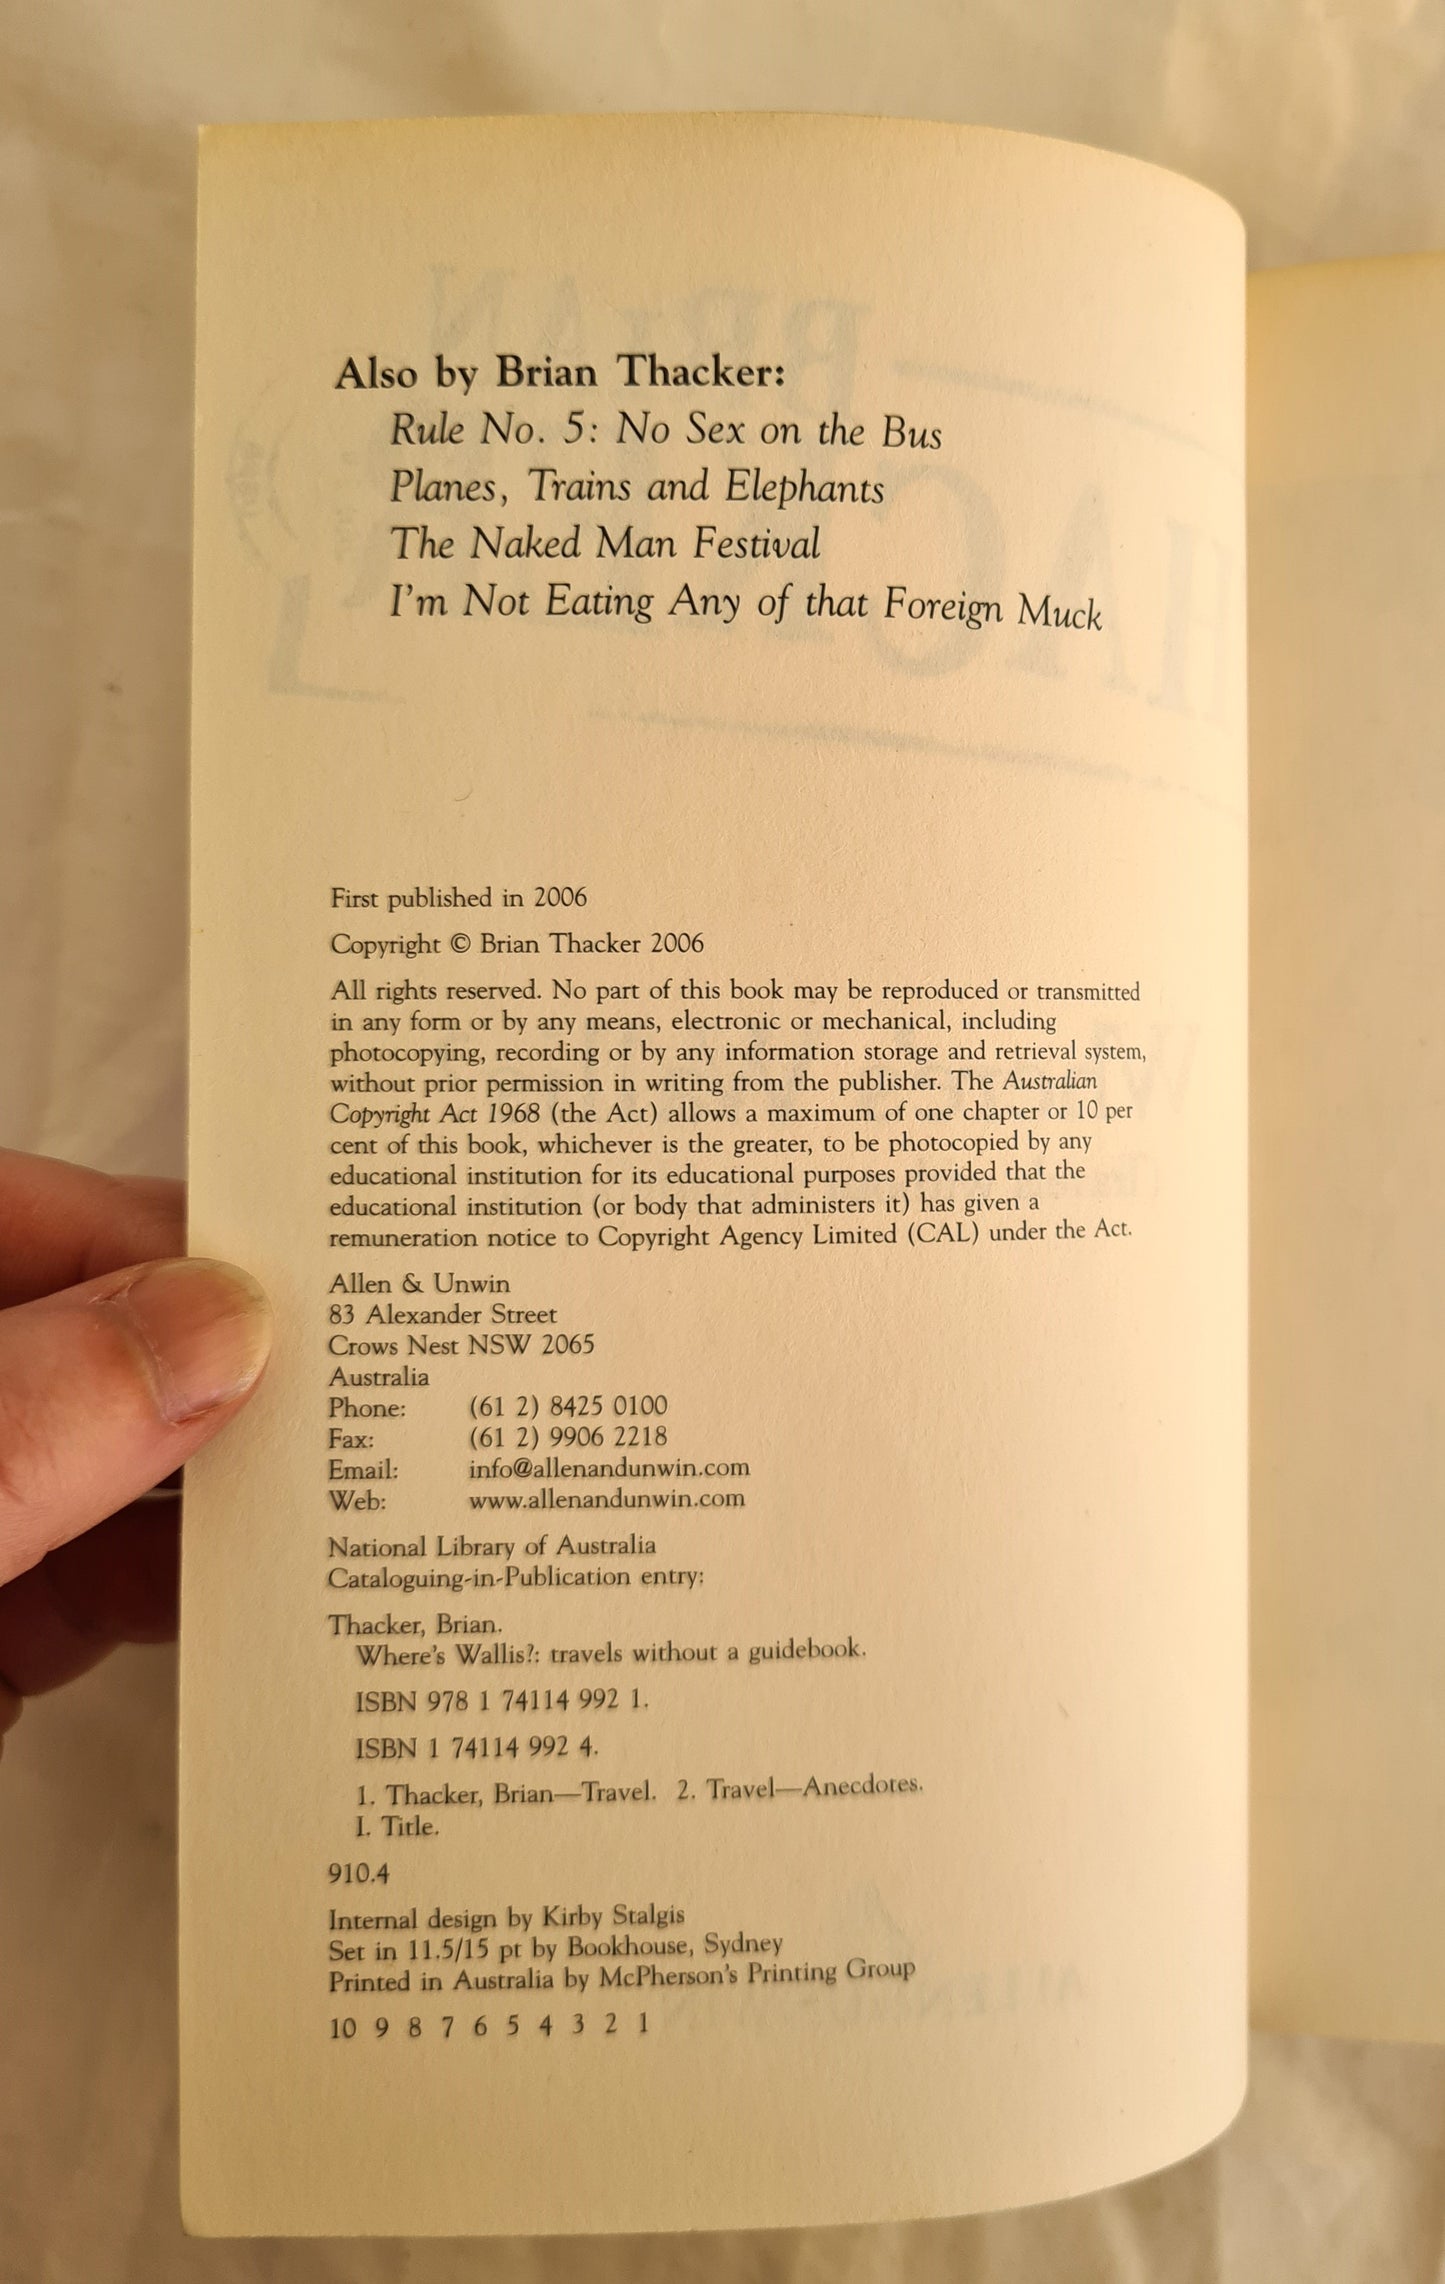 Also by Brian Thacker:
Rule No. 5: No Sex on the Bus
Planes, Trains and Elephants
The Naked Man Festival
I'm Not Eating Any of that Foreign Muck
First published in 2006
Copyright © Brian Thacker 2006
All rights reserved. No part of this book may be reproduced or transmitted
in any form or by any means, electronic or mechanical, including
photocopying, recording or by any information storage and retrieval system,
without prior permission in writing from the publisher. The Australian
Copyright Act 1968 (the Act) allows a maximum of one chapter or 10 per
cent of this book, whichever is the greater, to be photocopied by any
educational institution for its educational purposes provided that the
educational institution (or body that administers it) has given a
remuneration notice to Copyright Agency Limited (CAL) under the Act.
Allen & Unwin
83 Alexander Street
Crows Nest NSW 2065
Australia
Phone: (61 2) 8425 0100
Fax: (61 2) 9906 2218
Email: info@allenandunwin.com
Web: www.allenandunwin.com
National Library of Australia
Cataloguing-in-Publication entry:
Thacker, Brian.
Where's Wallis?: travels without a guidebook.
ISBN 978 1 74114 992 1.
ISBN 1 74114 992 4.
1. Thacker, Brian—Travel. 2. Travel—Anecdotes.
I. Title.
910.4
Internal design by Kirby Stalgis
Set in 11.5/15 pt by Bookhouse, Sydney
Printed in Australia by McPherson's Printing Group
10 9 8 7 6 5 4 3 2 1